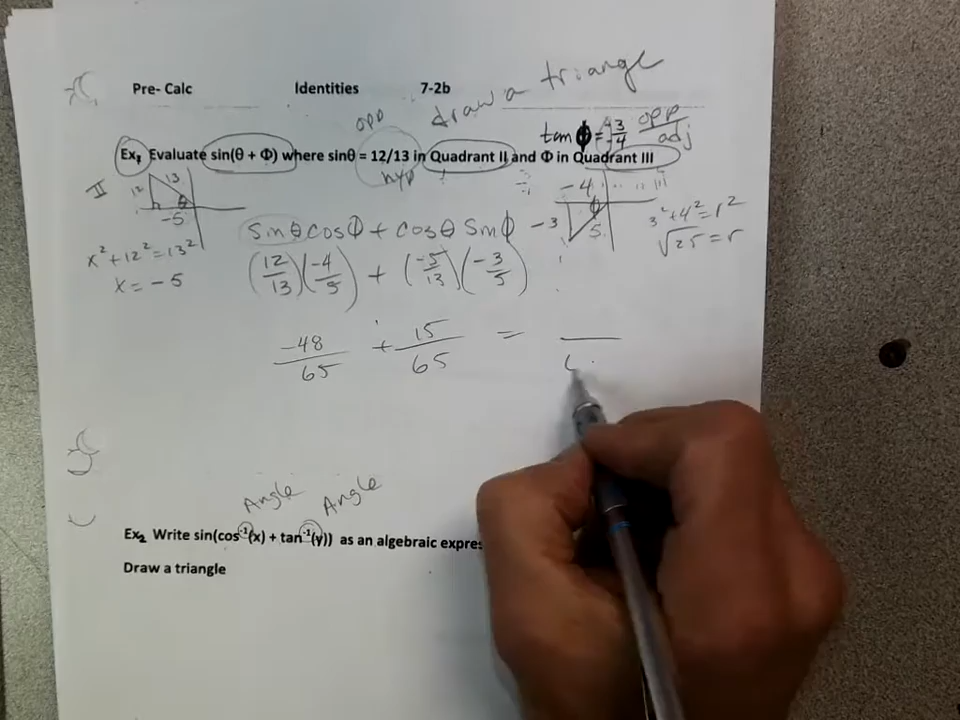 Pre- Calc Identities 7-2b
draw a triangle
opp
tan Φ = -3/-4 opp/adj
Ex1 Evaluate sin(θ + Φ) where sinθ = 12/13 in Quadrant II and Φ in Quadrant III
hyp
II 12 13 θ -5
-4 Φ -3 5 III
3² + 4² = r²
√25 = r
x² + 12² = 13²
x = -5
sinθ cosΦ + cosθ sinΦ
(12/13)(-4/5) + (-5/13)(-3/5)
-48/65 + 15/65 =
Angle Angle
Ex2 Write sin(cos⁻¹(x) + tan⁻¹(y)) as an algebraic expre
Draw a triangle